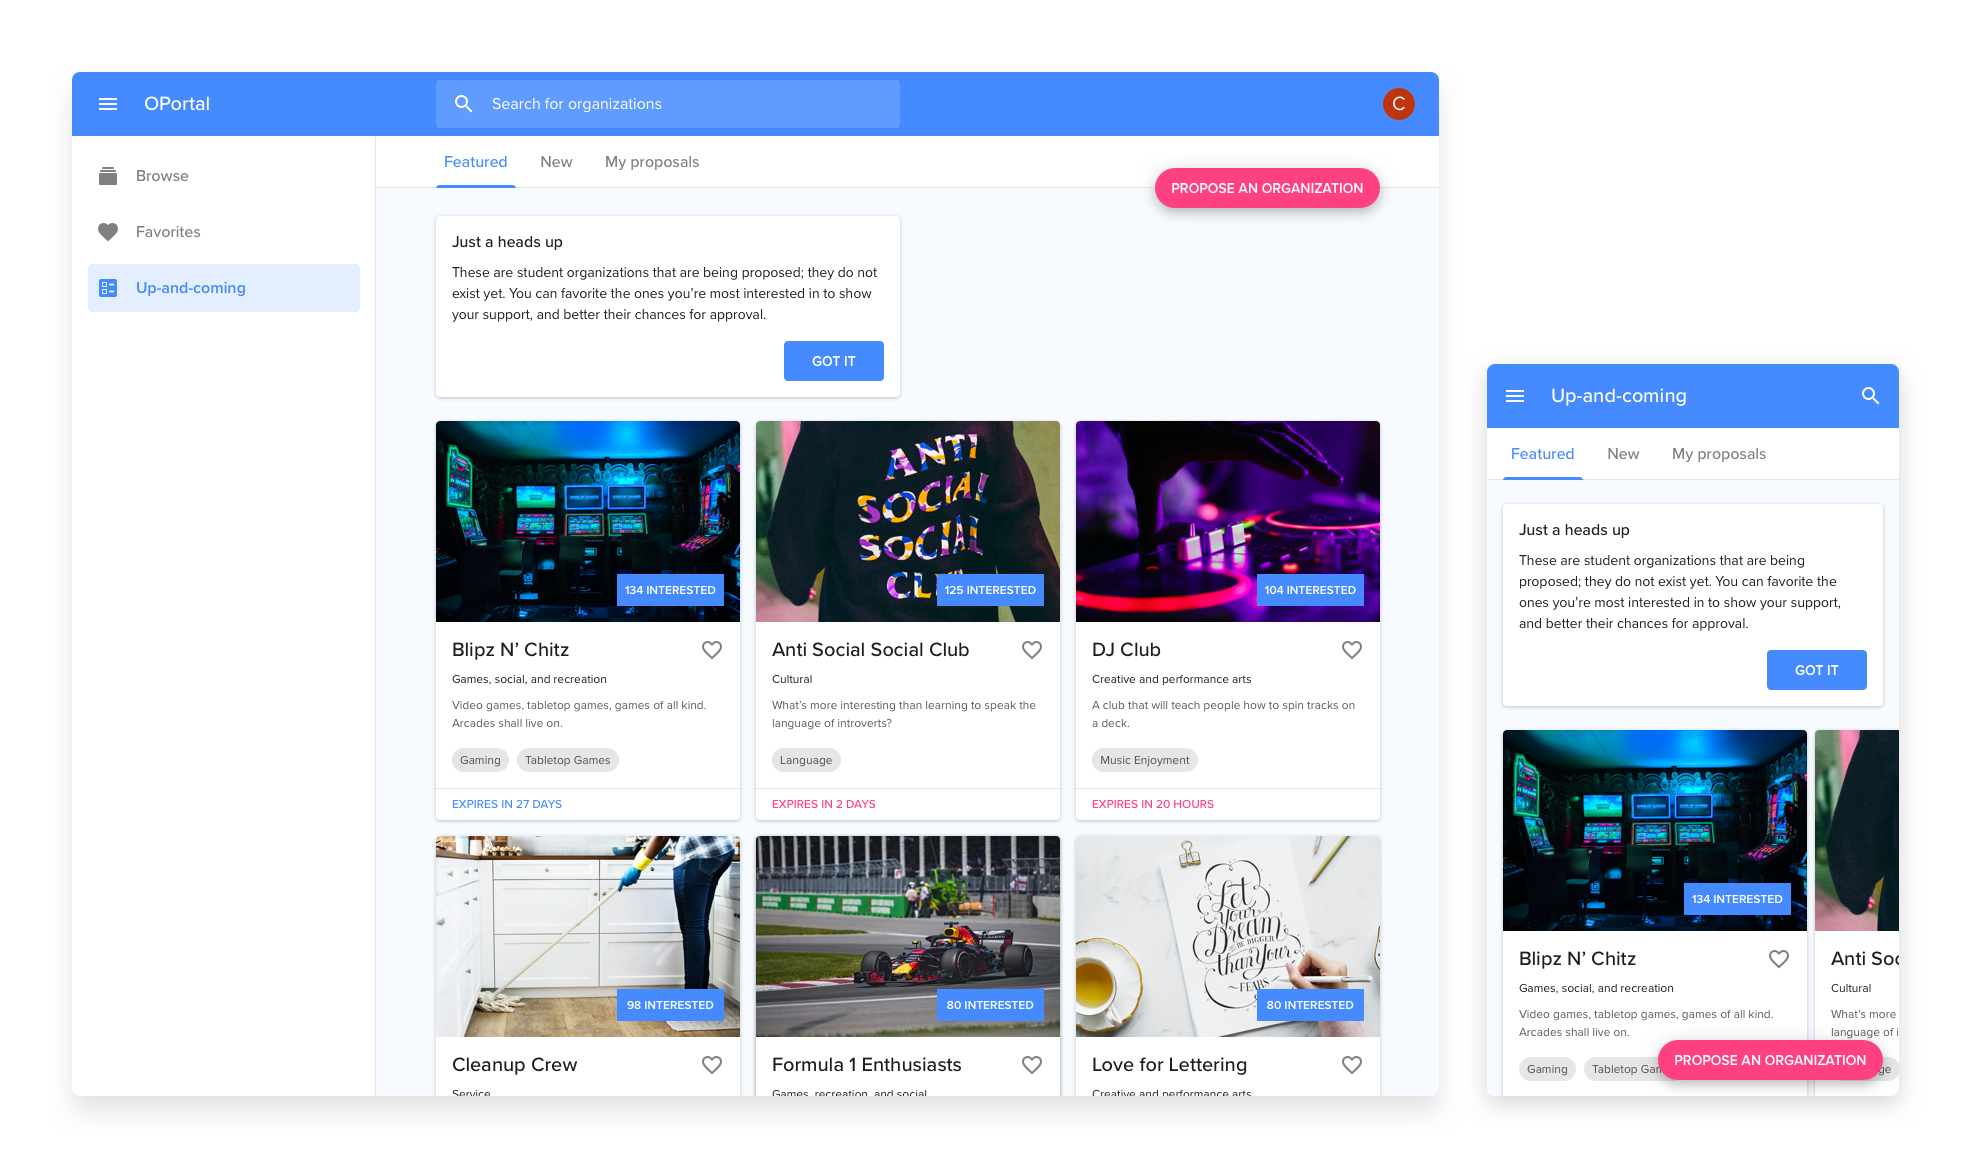 OPortal
Search for organizations
C
Browse
Favorites
Up-and-coming
Featured
New
My proposals
PROPOSE AN ORGANIZATION
Just a heads up
These are student organizations that are being proposed; they do not
exist yet. You can favorite the ones you’re most interested in to show
your support, and better their chances for approval.
GOT IT
ANTI
SOCIAL
SOCIAL
134 INTERESTED
125 INTERESTED
104 INTERESTED
Blipz N’ Chitz
Games, social, and recreation
Video games, tabletop games, games of all kind.
Arcades shall live on.
Gaming
Tabletop Games
EXPIRES IN 27 DAYS
Anti Social Social Club
Cultural
What’s more interesting than learning to speak the
language of introverts?
Language
EXPIRES IN 2 DAYS
DJ Club
Creative and performance arts
A club that will teach people how to spin tracks on
a deck.
Music Enjoyment
EXPIRES IN 20 HOURS
98 INTERESTED
80 INTERESTED
Let
Your
Dream
BE BIGGER
than Your
FEARS
80 INTERESTED
Cleanup Crew
Service
Formula 1 Enthusiasts
Games, recreation, and social
Love for Lettering
Creative and performance arts
Up-and-coming
Featured
New
My proposals
Just a heads up
These are student organizations that are being
proposed; they do not exist yet. You can favorite the
ones you’re most interested in to show your support,
and better their chances for approval.
GOT IT
134 INTERESTED
Blipz N’ Chitz
Games, social, and recreation
Video games, tabletop games, games of all kind.
Arcades shall live on.
Gaming
Tabletop
Anti
Cultural
What’s more
language of
PROPOSE AN ORGANIZATION